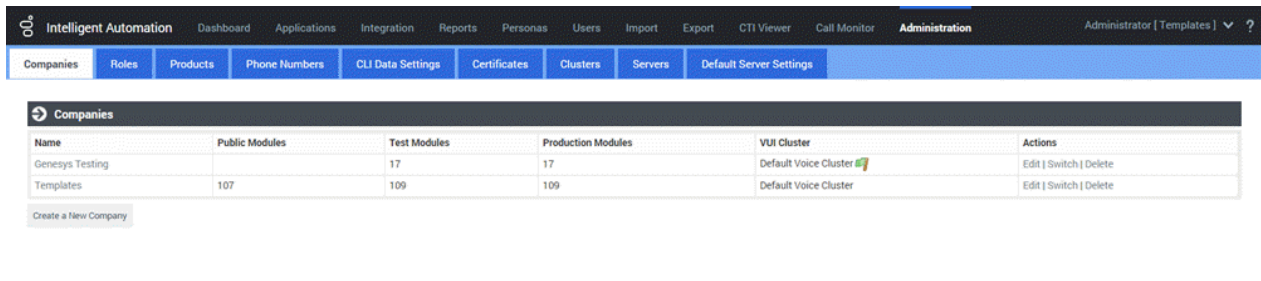 Intelligent Automation Dashboard Applications Integration Reports Personas Users Import Export CTI Viewer Call Monitor Administration Administrator [ Templates ] ?
Companies Roles Products Phone Numbers CLI Data Settings Certificates Clusters Servers Default Server Settings
Companies
Name Public Modules Test Modules Production Modules VUI Cluster Actions
Genesys Testing 17 17 Default Voice Cluster Edit | Switch | Delete
Templates 107 109 109 Default Voice Cluster Edit | Switch | Delete
Create a New Company